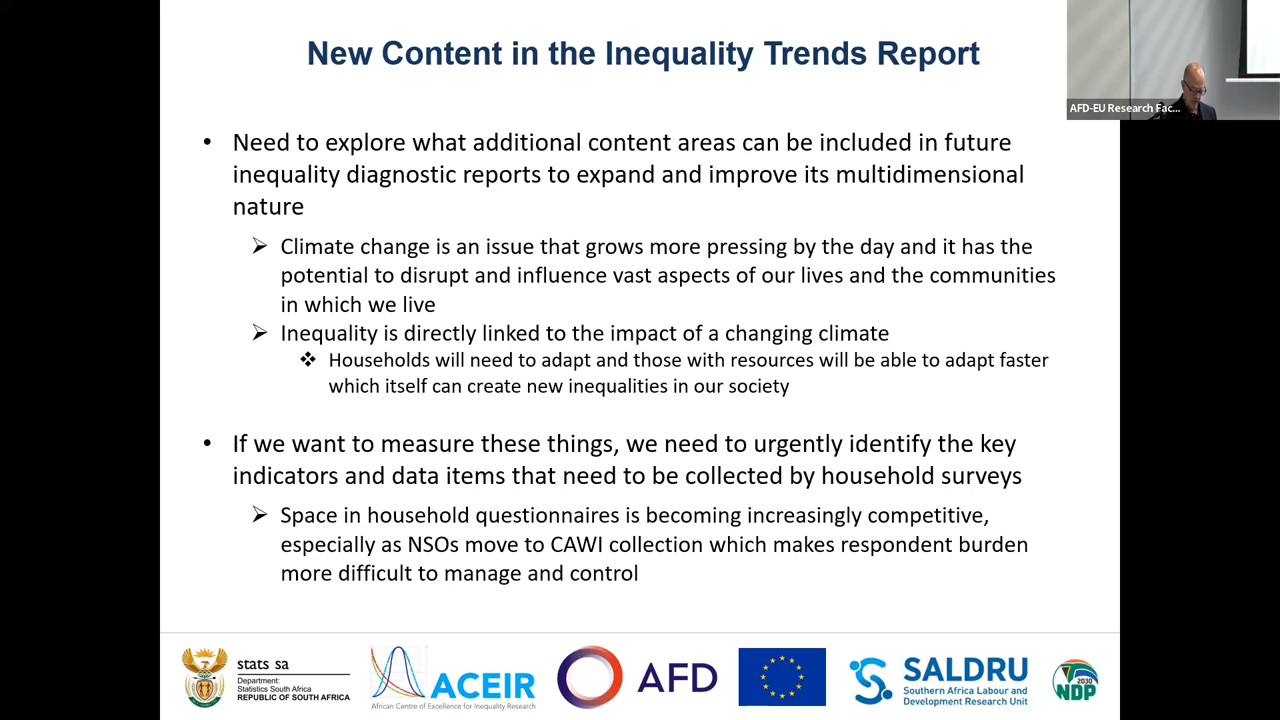 New Content in the Inequality Trends Report
AFD-EU Research Fac...
• Need to explore what additional content areas can be included in future
inequality diagnostic reports to expand and improve its multidimensional
nature
➢ Climate change is an issue that grows more pressing by the day and it has the
potential to disrupt and influence vast aspects of our lives and the communities
in which we live
➢ Inequality is directly linked to the impact of a changing climate
❖ Households will need to adapt and those with resources will be able to adapt faster
which itself can create new inequalities in our society
• If we want to measure these things, we need to urgently identify the key
indicators and data items that need to be collected by household surveys
➢ Space in household questionnaires is becoming increasingly competitive,
especially as NSOs move to CAWI collection which makes respondent burden
more difficult to manage and control
stats sa
Department:
Statistics South Africa
REPUBLIC OF SOUTH AFRICA
ACEIR
African Centre of Excellence for Inequality Research
AFD
SALDRU
Southern Africa Labour and
Development Research Unit
2030
NDP